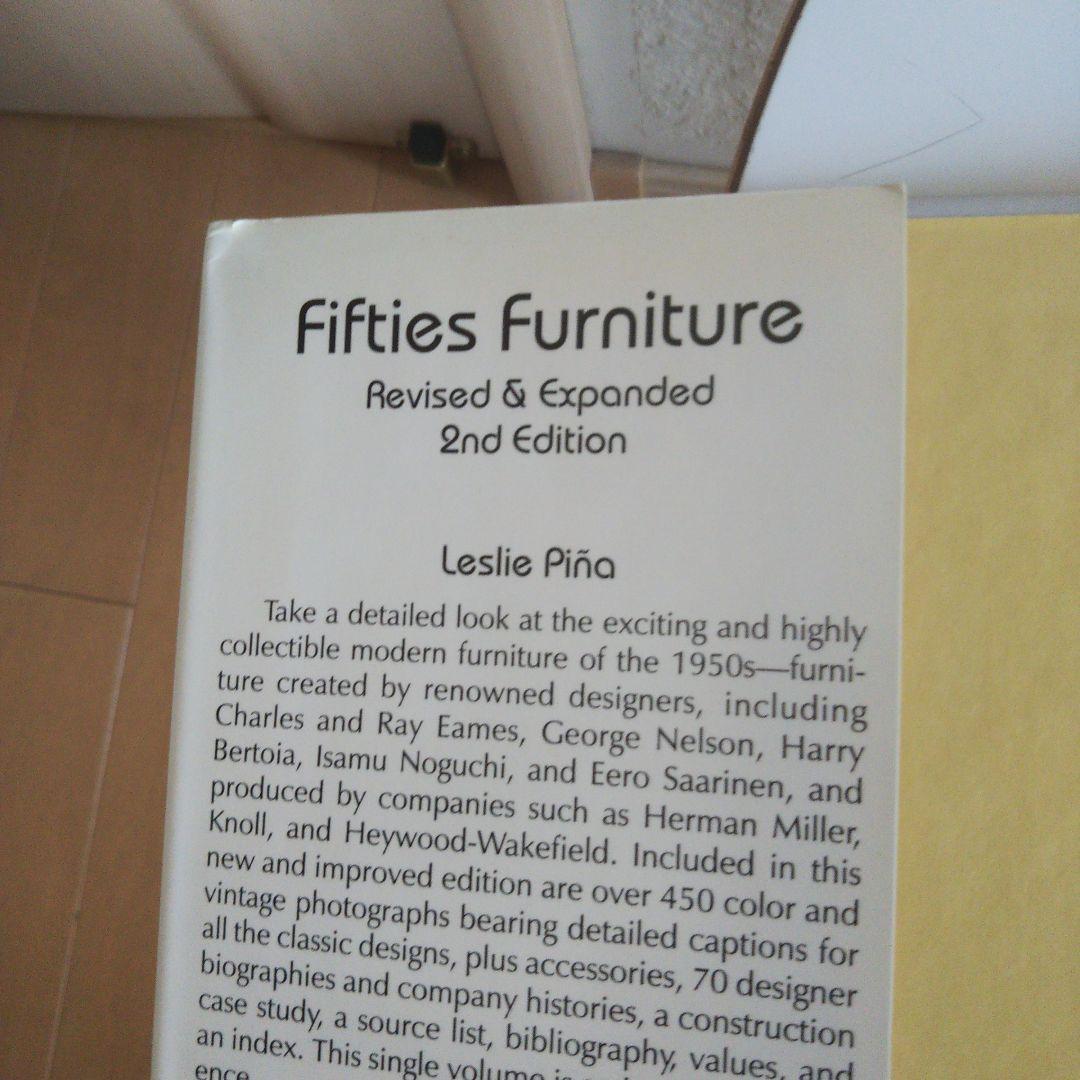 Fifties Furniture
Revised & Expanded
2nd Edition
Leslie Piña
Take a detailed look at the exciting and highly
collectible modern furniture of the 1950s—furni-
ture created by renowned designers, including
Charles and Ray Eames, George Nelson, Harry
Bertoia, Isamu Noguchi, and Eero Saarinen, and
produced by companies such as Herman Miller,
Knoll, and Heywood-Wakefield. Included in this
new and improved edition are over 450 color and
vintage photographs bearing detailed captions for
all the classic designs, plus accessories, 70 designer
biographies and company histories, a construction
case study, a source list, bibliography, values, and
an index. This single volume